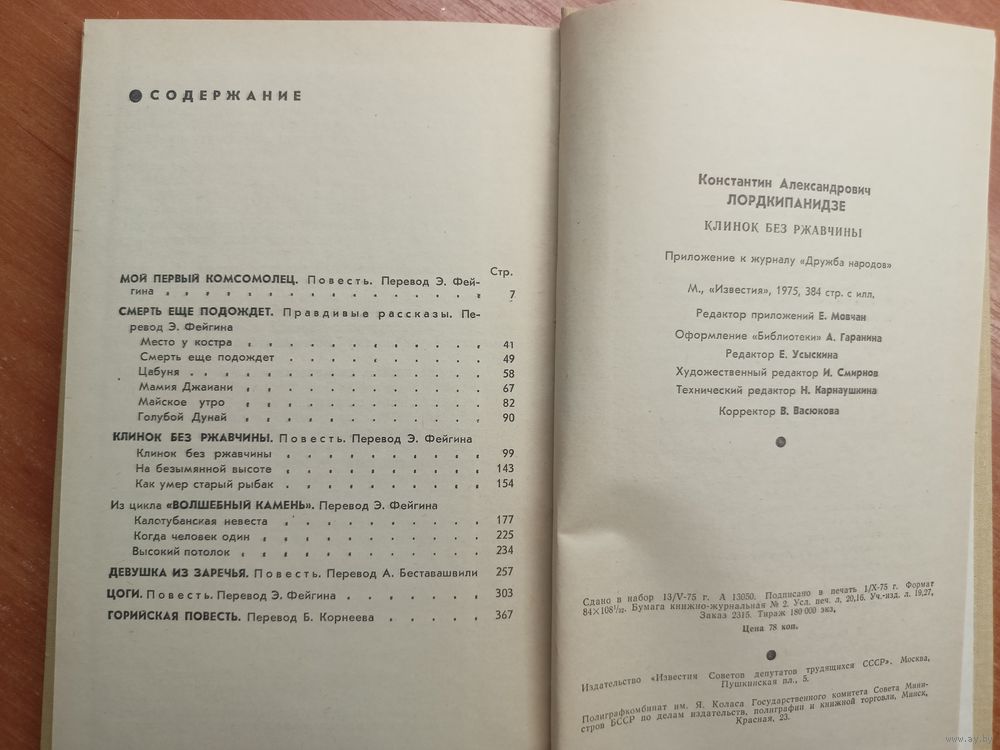 СОДЕРЖАНИЕ
Стр.
МОЙ ПЕРВЫЙ КОМСОМОЛЕЦ. Повесть. Перевод Э. Фей-
гина 7
СМЕРТЬ ЕЩЕ ПОДОЖДЕТ. Правдивые рассказы. Пе-
ревод Э. Фейгина
Место у костра 41
Смерть еще подождет 49
Цабуня 58
Мамия Джаиани 67
Майское утро 82
Голубой Дунай 90
КЛИНОК БЕЗ РЖАВЧИНЫ. Повесть. Перевод Э. Фейгина
Клинок без ржавчины 99
На безымянной высоте 143
Как умер старый рыбак 154
Из цикла «ВОЛШЕБНЫЙ КАМЕНЬ». Перевод Э. Фейгина
Калотубанская невеста 177
Когда человек один 225
Высокий потолок 234
ДЕВУШКА ИЗ ЗАРЕЧЬЯ. Повесть. Перевод А. Беставашвили 257
ЦОГИ. Повесть. Перевод Э. Фейгина 303
ГОРИЙСКАЯ ПОВЕСТЬ. Перевод Б. Корнеева 367
Константин Александрович
ЛОРДКИПАНИДЗЕ
КЛИНОК БЕЗ РЖАВЧИНЫ
Приложение к журналу «Дружба народов»
М., «Известия», 1975, 384 стр. с илл.
Редактор приложений Е. Мовчан
Оформление «Библиотеки» А. Гаранина
Редактор Е. Усыскина
Художественный редактор И. Смирнов
Технический редактор Н. Карнаушкина
Корректор В. Васюкова
Сдано в набор 13/V-75 г. А 13050. Подписано в печать 1/X-75 г. Формат
84×108 1/32. Бумага книжно-журнальная № 2. Усл. печ. л. 20,16. Уч.-изд. л. 19,27.
Заказ 2315. Тираж 180 000 экз.
Цена 78 коп.
Издательство «Известия Советов депутатов трудящихся СССР». Москва,
Пушкинская пл., 5.
Полиграфкомбинат им. Я. Коласа Государственного комитета Совета Мини-
стров БССР по делам издательств, полиграфии и книжной торговли, Минск,
Красная, 23.
www.ay.by